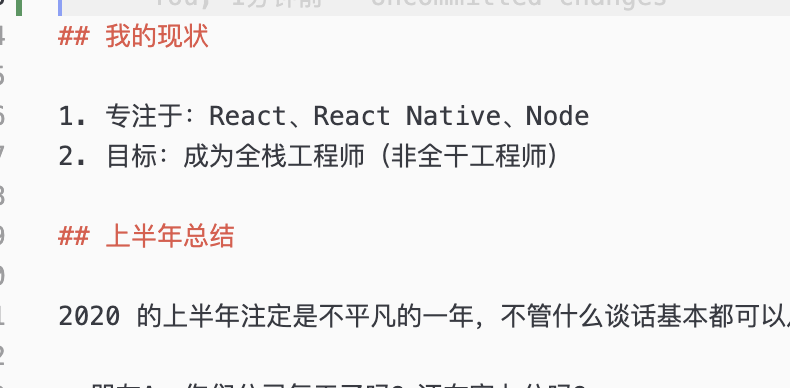 You, 1分钟前 Uncommitted changes
4 ## 我的现状
5
6 1. 专注于：React、React Native、Node
7 2. 目标：成为全栈工程师（非全干工程师）
8
9 ## 上半年总结
0
1 2020 的上半年注定是不平凡的一年，不管什么谈话基本都可以
2